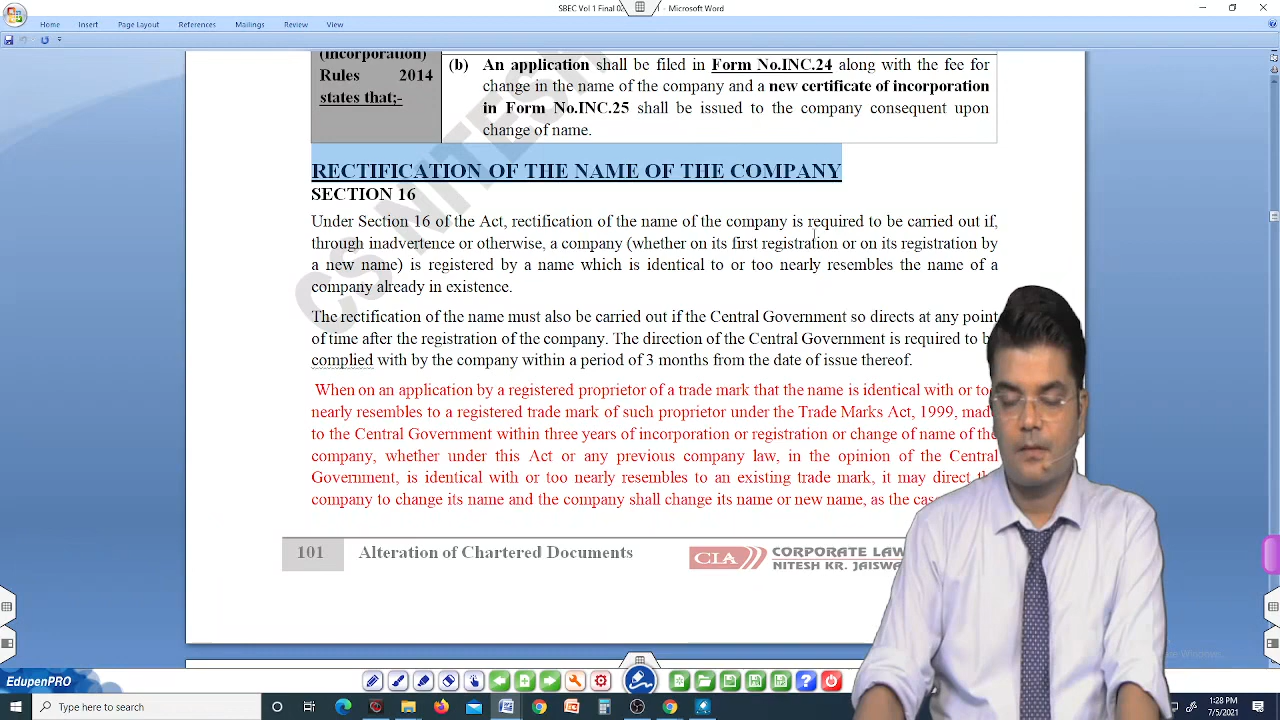 SBEC Vol 1 Final 0
1 - Microsoft Word
Home Insert Page Layout References Mailings Review View
(Incorporation)
Rules 2014
states that;-
(b) An application shall be filed in Form No.INC.24 along with the fee for
change in the name of the company and a new certificate of incorporation
in Form No.INC.25 shall be issued to the company consequent upon
change of name.
CS NITESH
RECTIFICATION OF THE NAME OF THE COMPANY
SECTION 16
Under Section 16 of the Act, rectification of the name of the company is required to be carried out if,
through inadvertence or otherwise, a company (whether on its first registration or on its registration by
a new name) is registered by a name which is identical to or too nearly resembles the name of a
company already in existence.
The rectification of the name must also be carried out if the Central Government so directs at any point
of time after the registration of the company. The direction of the Central Government is required to b
complied with by the company within a period of 3 months from the date of issue thereof.
When on an application by a registered proprietor of a trade mark that the name is identical with or too
nearly resembles to a registered trade mark of such proprietor under the Trade Marks Act, 1999, mad
to the Central Government within three years of incorporation or registration or change of name of the
company, whether under this Act or any previous company law, in the opinion of the Central
Government, is identical with or too nearly resembles to an existing trade mark, it may direct th
company to change its name and the company shall change its name or new name, as the case
101 Alteration of Chartered Documents
CIA CORPORATE LAW
NITESH KR. JAISWA
EdupenPRO
Type here to search
1:28 PM
7/5/2021